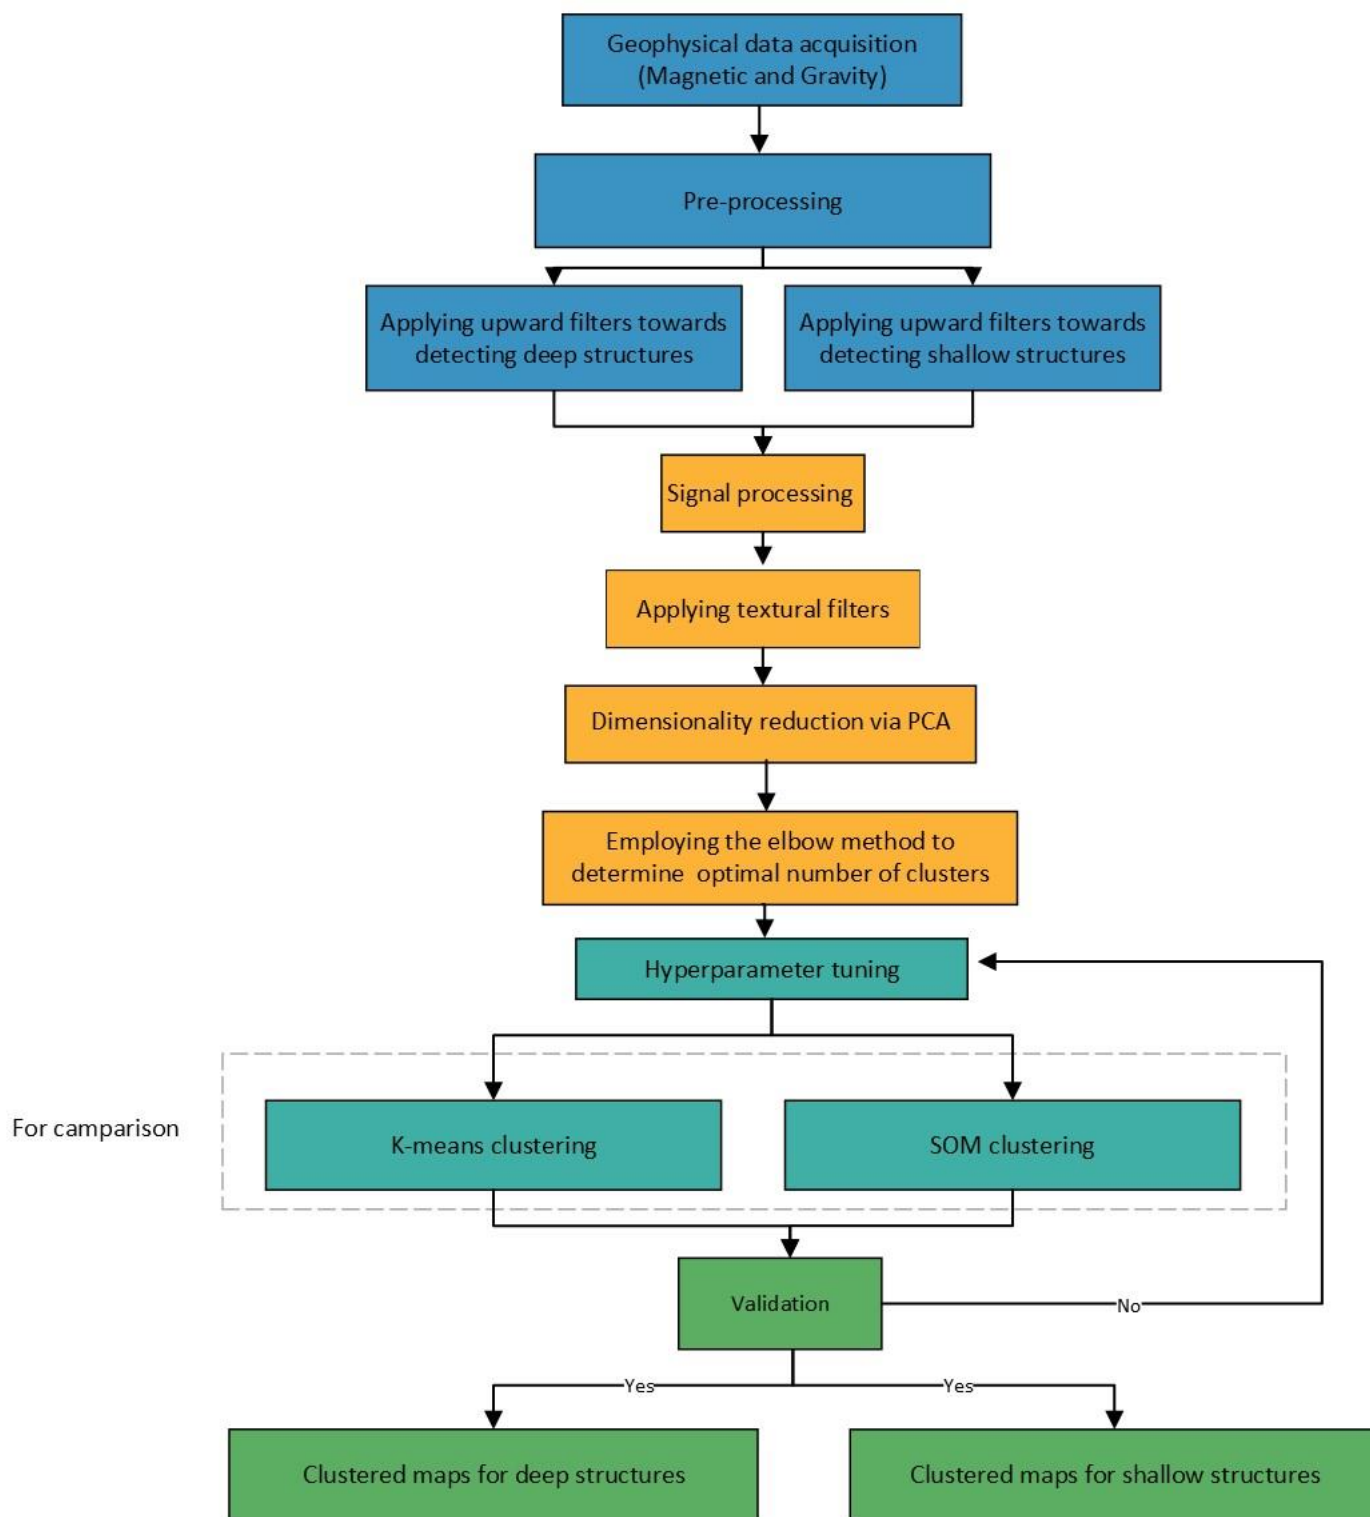 Geophysical data acquisition
(Magnetic and Gravity)
Pre-processing
Applying upward filters towards
detecting deep structures
Applying upward filters towards
detecting shallow structures
Signal processing
Applying textural filters
Dimensionality reduction via PCA
Employing the elbow method to
determine optimal number of clusters
Hyperparameter tuning
For camparison
K-means clustering
SOM clustering
Validation
No
Yes
Yes
Clustered maps for deep structures
Clustered maps for shallow structures